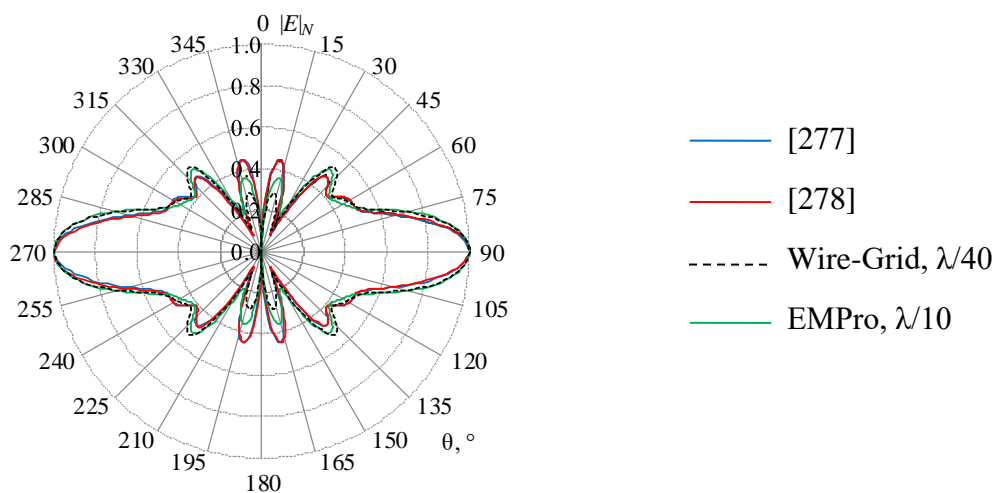 0 |E|N
345 1.0 15
330 0.8 30
315 0.6 45
300 0.4 60
285 0.2 75
270 0.0 90
255 105
240 120
225 135
210 150
195 165
180
θ, °
[277]
[278]
Wire-Grid, λ/40
EMPro, λ/10